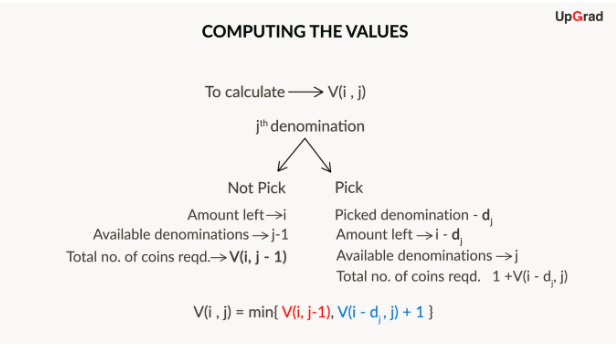 UpGrad
COMPUTING THE VALUES
To calculate → V(i , j)
jth denomination
Not Pick
Amount left→i
Available denominations →j-1
Total no. of coins reqd.→V(i, j - 1)
Pick
Picked denomination - dj
Amount left →i - dj
Available denominations →j
Total no. of coins reqd. 1 +V(i - dj, j)
V(i , j) = min{ V(i, j-1), V(i - dj , j) + 1 }